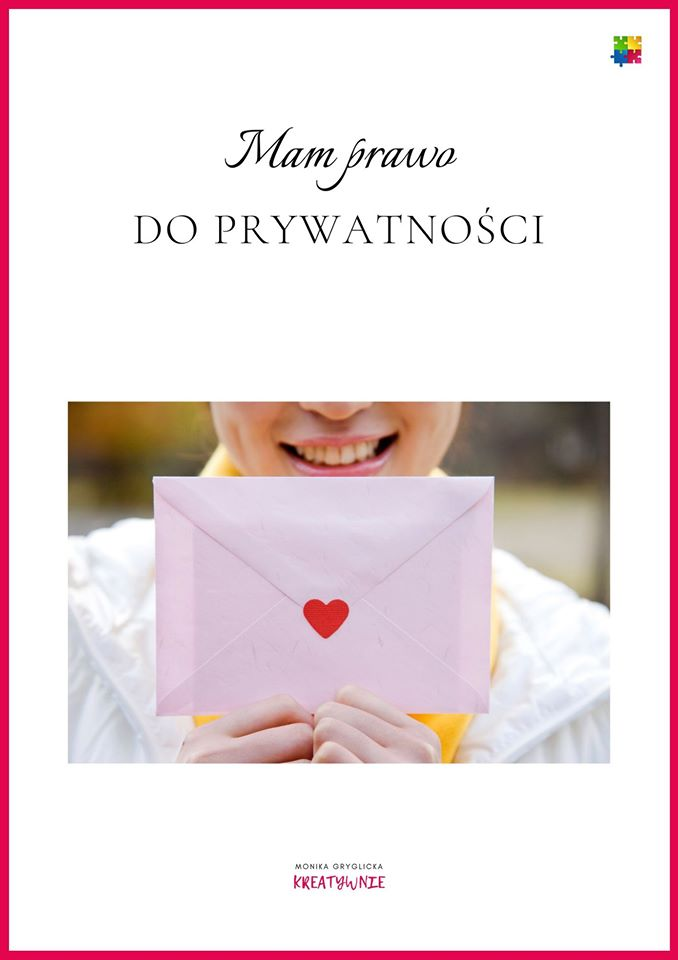 Mam prawo
DO PRYWATNOŚCI
MONIKA GRYGLICKA
KREATYWNIE